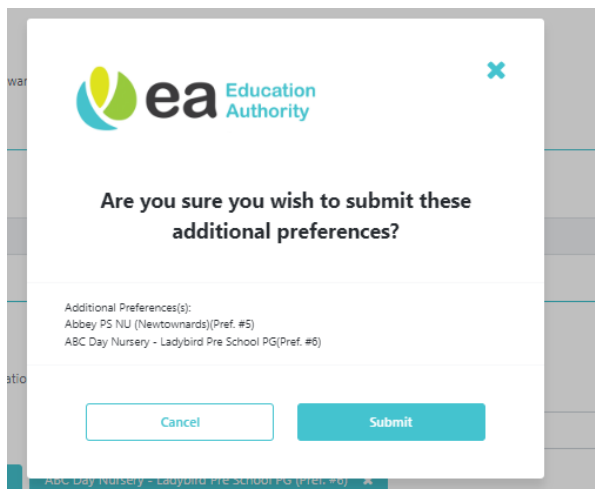 ea Education
Authority
Are you sure you wish to submit these
additional preferences?
Additional Preferences(s):
Abbey PS NU (Newtownards)(Pref. #5)
ABC Day Nursery - Ladybird Pre School PG(Pref. #6)
Cancel
Submit
ABC Day Nursery - Ladybird Pre School PG (Pref. #6) ×